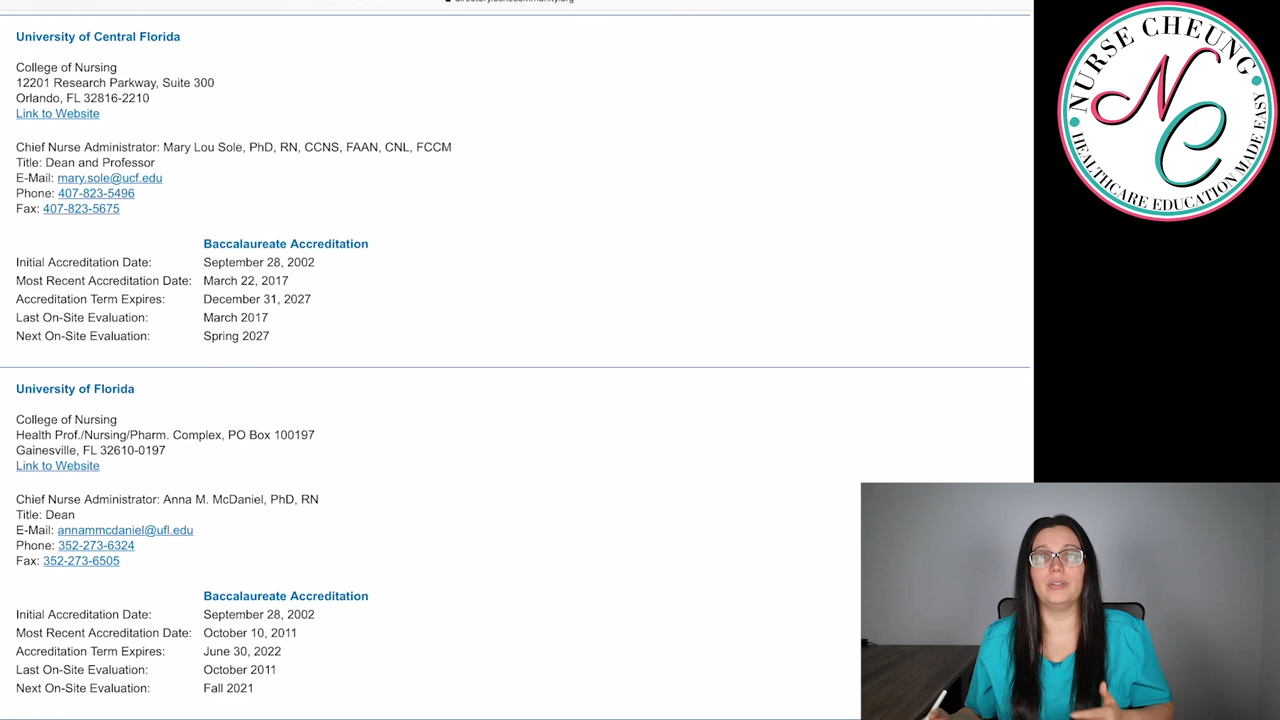 directory.ccnecommunity.org
University of Central Florida
College of Nursing
12201 Research Parkway, Suite 300
Orlando, FL 32816-2210
Link to Website
Chief Nurse Administrator: Mary Lou Sole, PhD, RN, CCNS, FAAN, CNL, FCCM
Title: Dean and Professor
E-Mail: mary.sole@ucf.edu
Phone: 407-823-5496
Fax: 407-823-5675
Baccalaureate Accreditation
Initial Accreditation Date: September 28, 2002
Most Recent Accreditation Date: March 22, 2017
Accreditation Term Expires: December 31, 2027
Last On-Site Evaluation: March 2017
Next On-Site Evaluation: Spring 2027
University of Florida
College of Nursing
Health Prof./Nursing/Pharm. Complex, PO Box 100197
Gainesville, FL 32610-0197
Link to Website
Chief Nurse Administrator: Anna M. McDaniel, PhD, RN
Title: Dean
E-Mail: annammcdaniel@ufl.edu
Phone: 352-273-6324
Fax: 352-273-6505
Baccalaureate Accreditation
Initial Accreditation Date: September 28, 2002
Most Recent Accreditation Date: October 10, 2011
Accreditation Term Expires: June 30, 2022
Last On-Site Evaluation: October 2011
Next On-Site Evaluation: Fall 2021
NURSE CHEUNG
NC
HEALTHCARE EDUCATION MADE EASY